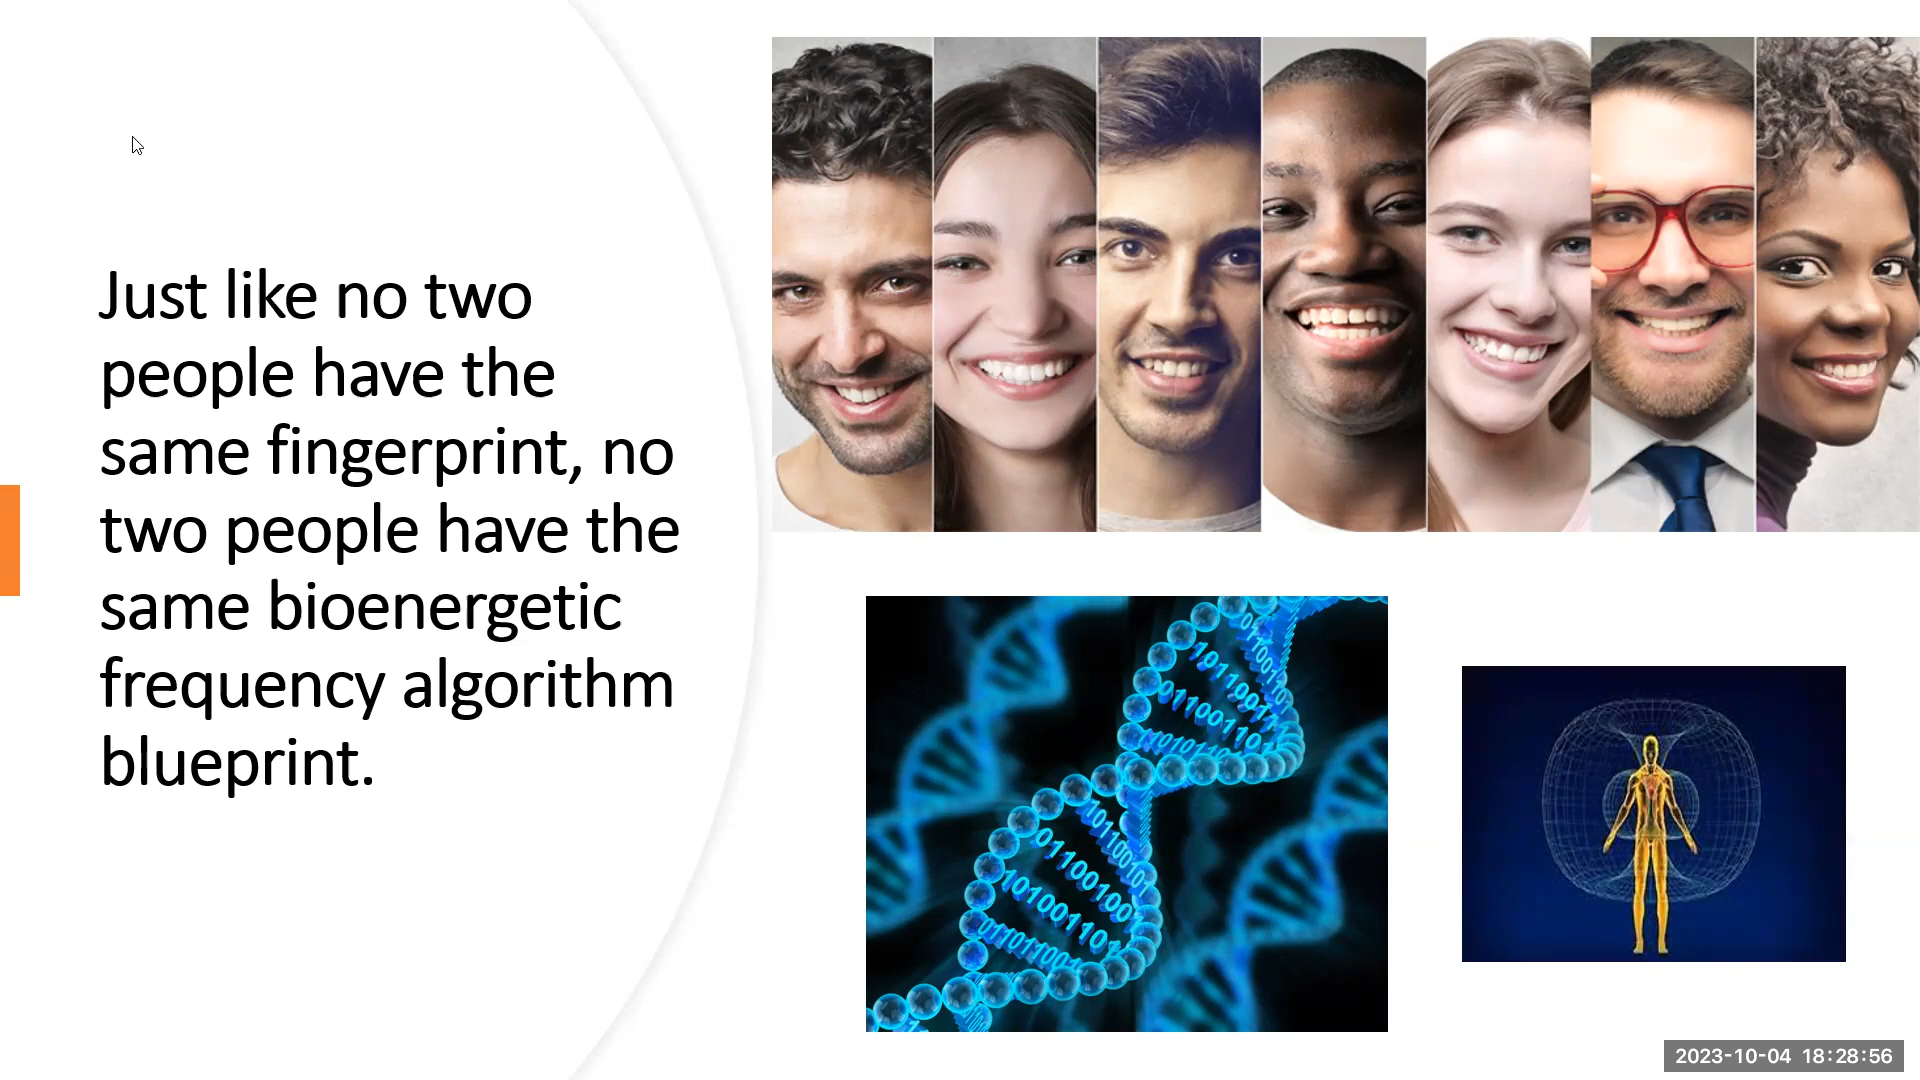 Just like no two
people have the
same fingerprint, no
two people have the
same bioenergetic
frequency algorithm
blueprint.
2023-10-04 18:28:56